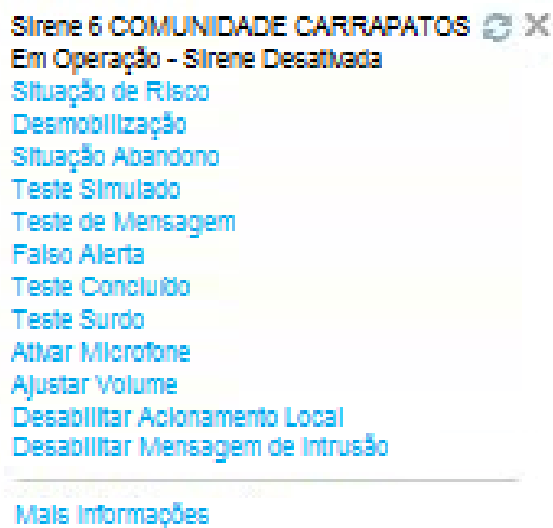 Sirene 6 COMUNIDADE CARRAPATOS
Em Operação - Sirene Desativada
Situação de Risco
Desmobilização
Situação Abandono
Teste Simulado
Teste de Mensagem
Falso Alerta
Teste Concluído
Teste Surdo
Ativar Microfone
Ajustar Volume
Desabilitar Acionamento Local
Desabilitar Mensagem de Intrusão
Mais Informações